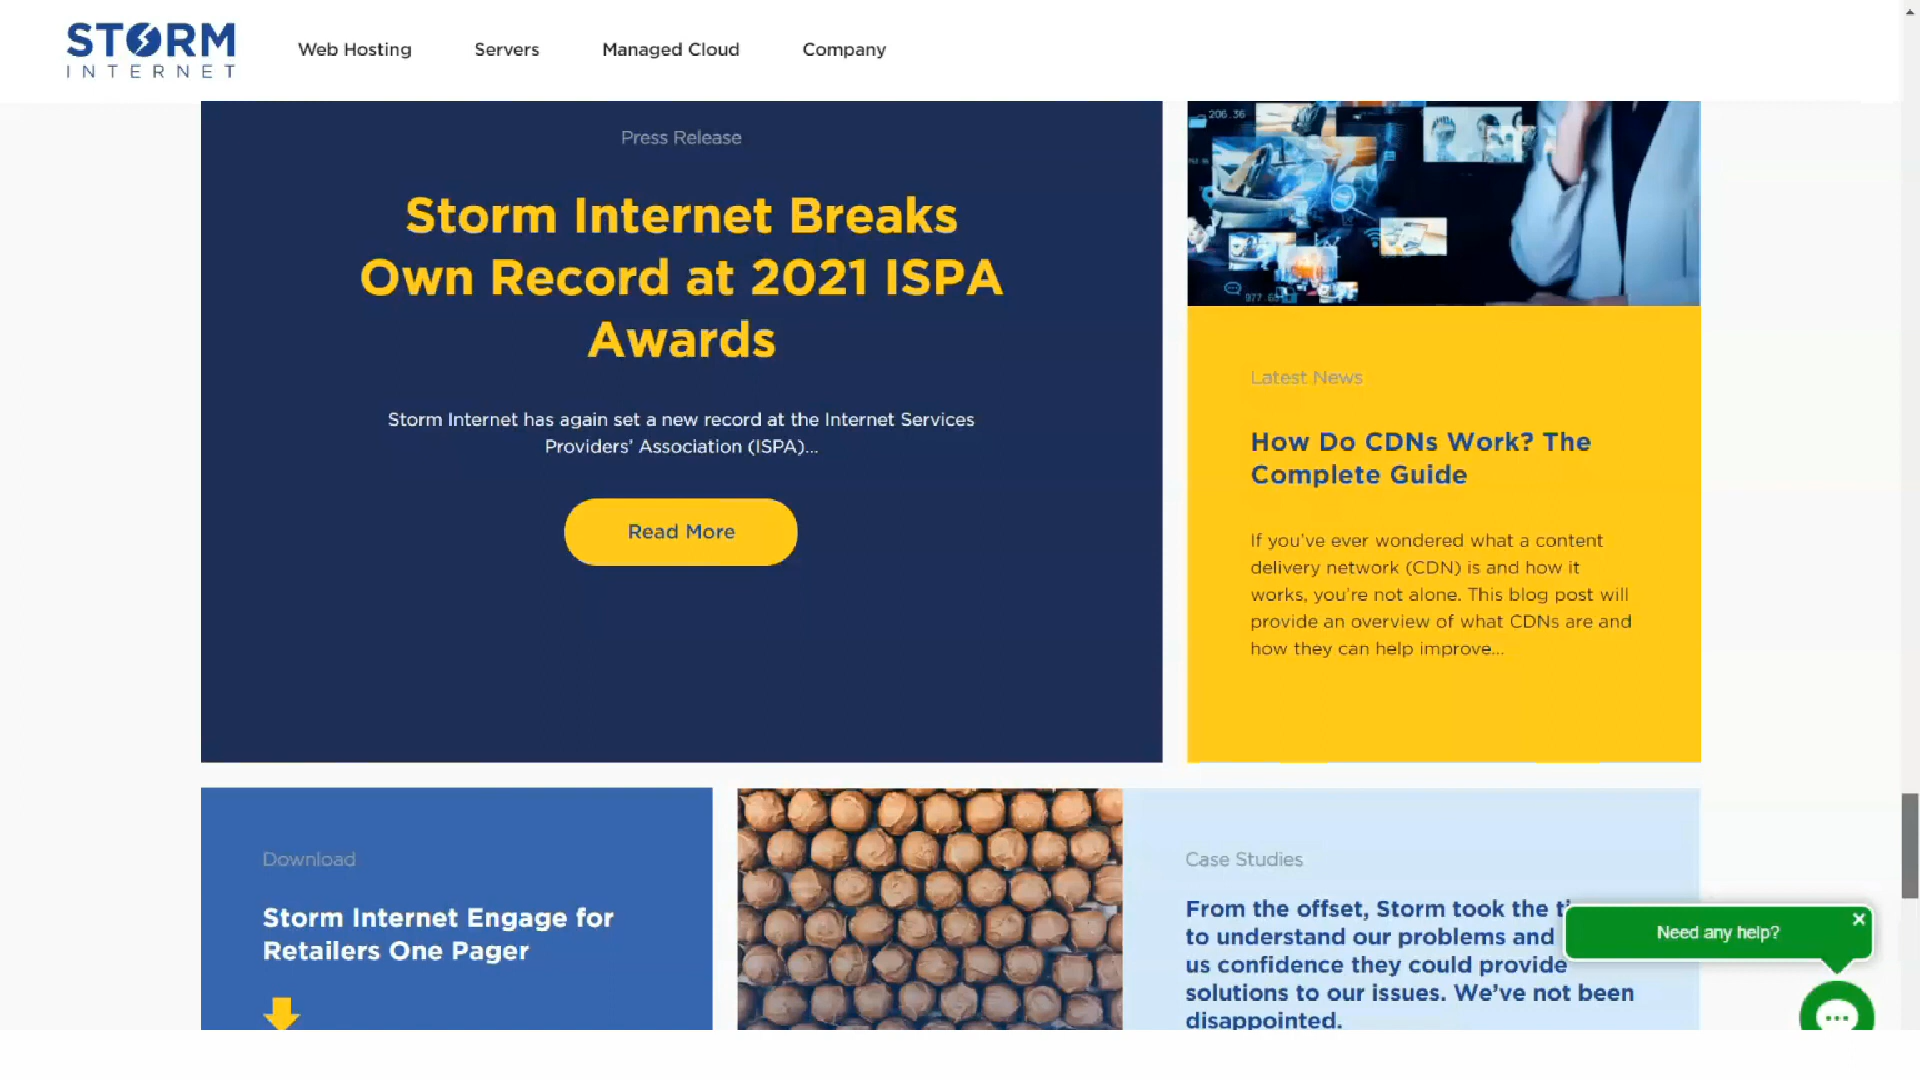 STORM
INTERNET
Web Hosting
Servers
Managed Cloud
Company
Press Release
Storm Internet Breaks
Own Record at 2021 ISPA
Awards
Storm Internet has again set a new record at the Internet Services
Providers’ Association (ISPA)...
Read More
206.36
Latest News
How Do CDNs Work? The
Complete Guide
If you’ve ever wondered what a content
delivery network (CDN) is and how it
works, you’re not alone. This blog post will
provide an overview of what CDNs are and
how they can help improve...
Download
Storm Internet Engage for
Retailers One Pager
Case Studies
From the offset, Storm took the
to understand our problems and
us confidence they could provide
solutions to our issues. We’ve not been
disappointed.
Need any help?